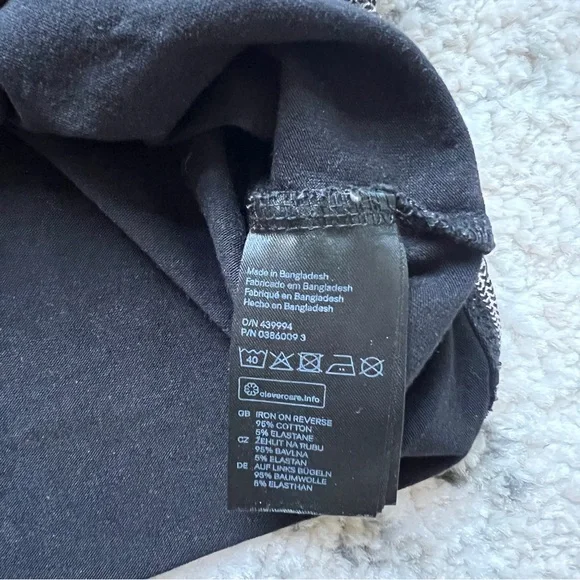 Made in Bangladesh
Fabricado em Bangladesh
Fabriqué en Bangladesh
Hecho en Bangladesh
O/N 439994
P/N 0386009 3
40
clevercare.info
GB IRON ON REVERSE
95% COTTON
5% ELASTANE
CZ ŽEHLIT NA RUBU
95% BAVLNA
5% ELASTAN
DE AUF LINKS BÜGELN
95% BAUMWOLLE
5% ELASTHAN